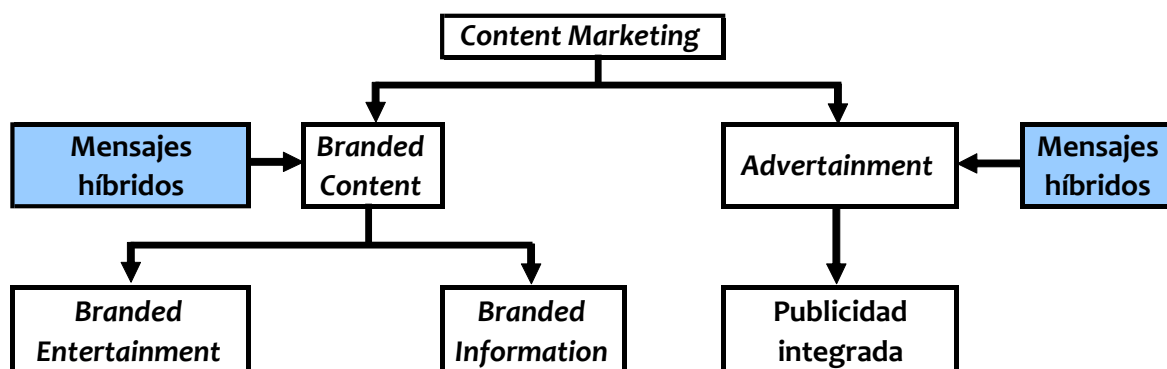 Content Marketing
Mensajes
híbridos
Branded
Content
Advertainment
Mensajes
híbridos
Branded
Entertainment
Branded
Information
Publicidad
integrada